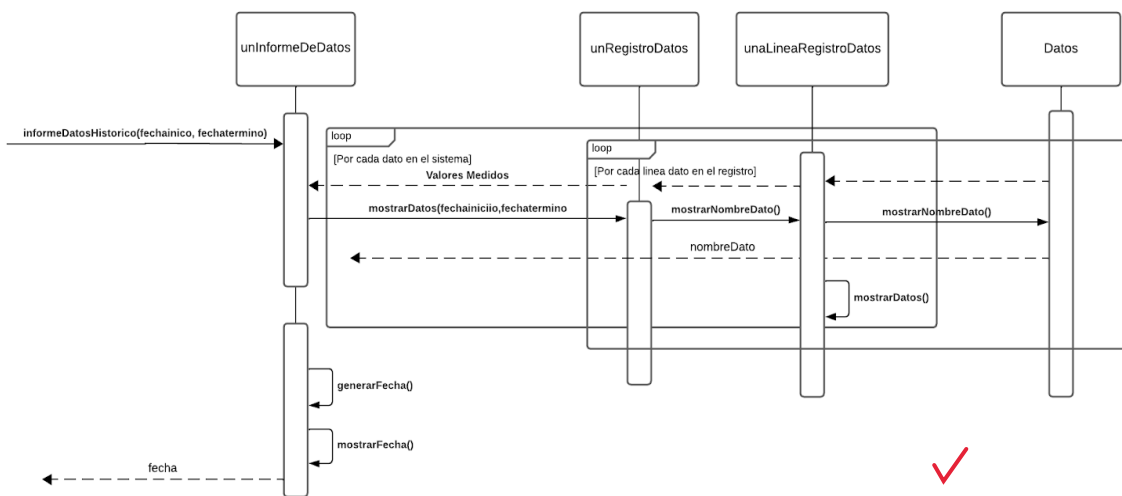 unInformeDeDatos
unRegistroDatos
unaLineaRegistroDatos
Datos
informeDatosHistorico(fechainico, fechatermino)
loop
[Por cada dato en el sistema]
loop
[Por cada linea dato en el registro]
Valores Medidos
mostrarDatos(fechainiciio,fechatermino
mostrarNombreDato()
mostrarNombreDato()
nombreDato
mostrarDatos()
generarFecha()
mostrarFecha()
fecha